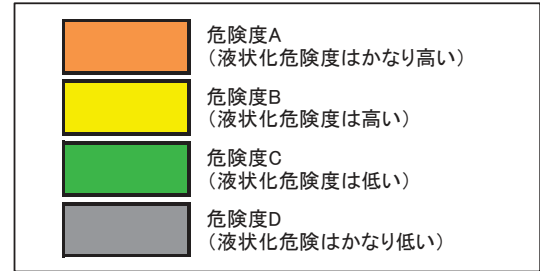 危険度A
（液状化危険度はかなり高い）
危険度B
（液状化危険度は高い）
危険度C
（液状化危険度は低い）
危険度D
（液状化危険はかなり低い）